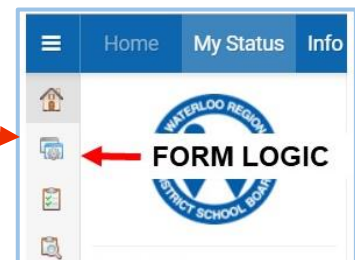 Home My Status Info
WATERLOO REGION
FORM LOGIC
DISTRICT SCHOOL BOARD